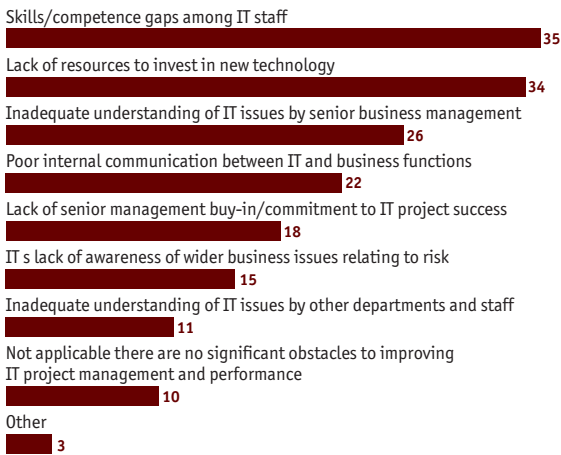 Skills/competence gaps among IT staff
35
Lack of resources to invest in new technology
34
Inadequate understanding of IT issues by senior business management
26
Poor internal communication between IT and business functions
22
Lack of senior management buy-in/commitment to IT project success
18
IT s lack of awareness of wider business issues relating to risk
15
Inadequate understanding of IT issues by other departments and staff
11
Not applicable there are no significant obstacles to improving
IT project management and performance
10
Other
3